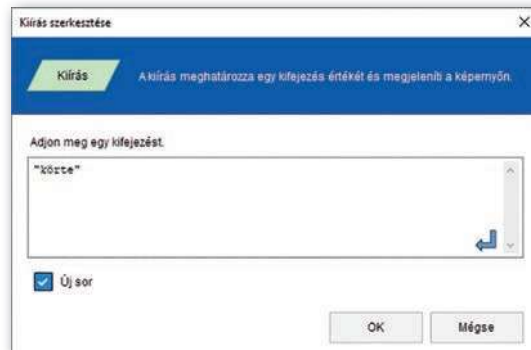 Kiírás szerkesztése
Kiírás
A kiírás meghatározza egy kifejezés értékét és megjeleníti a képernyőn.
Adjon meg egy kifejezést.
"körte"
Új sor
OK
Mégse